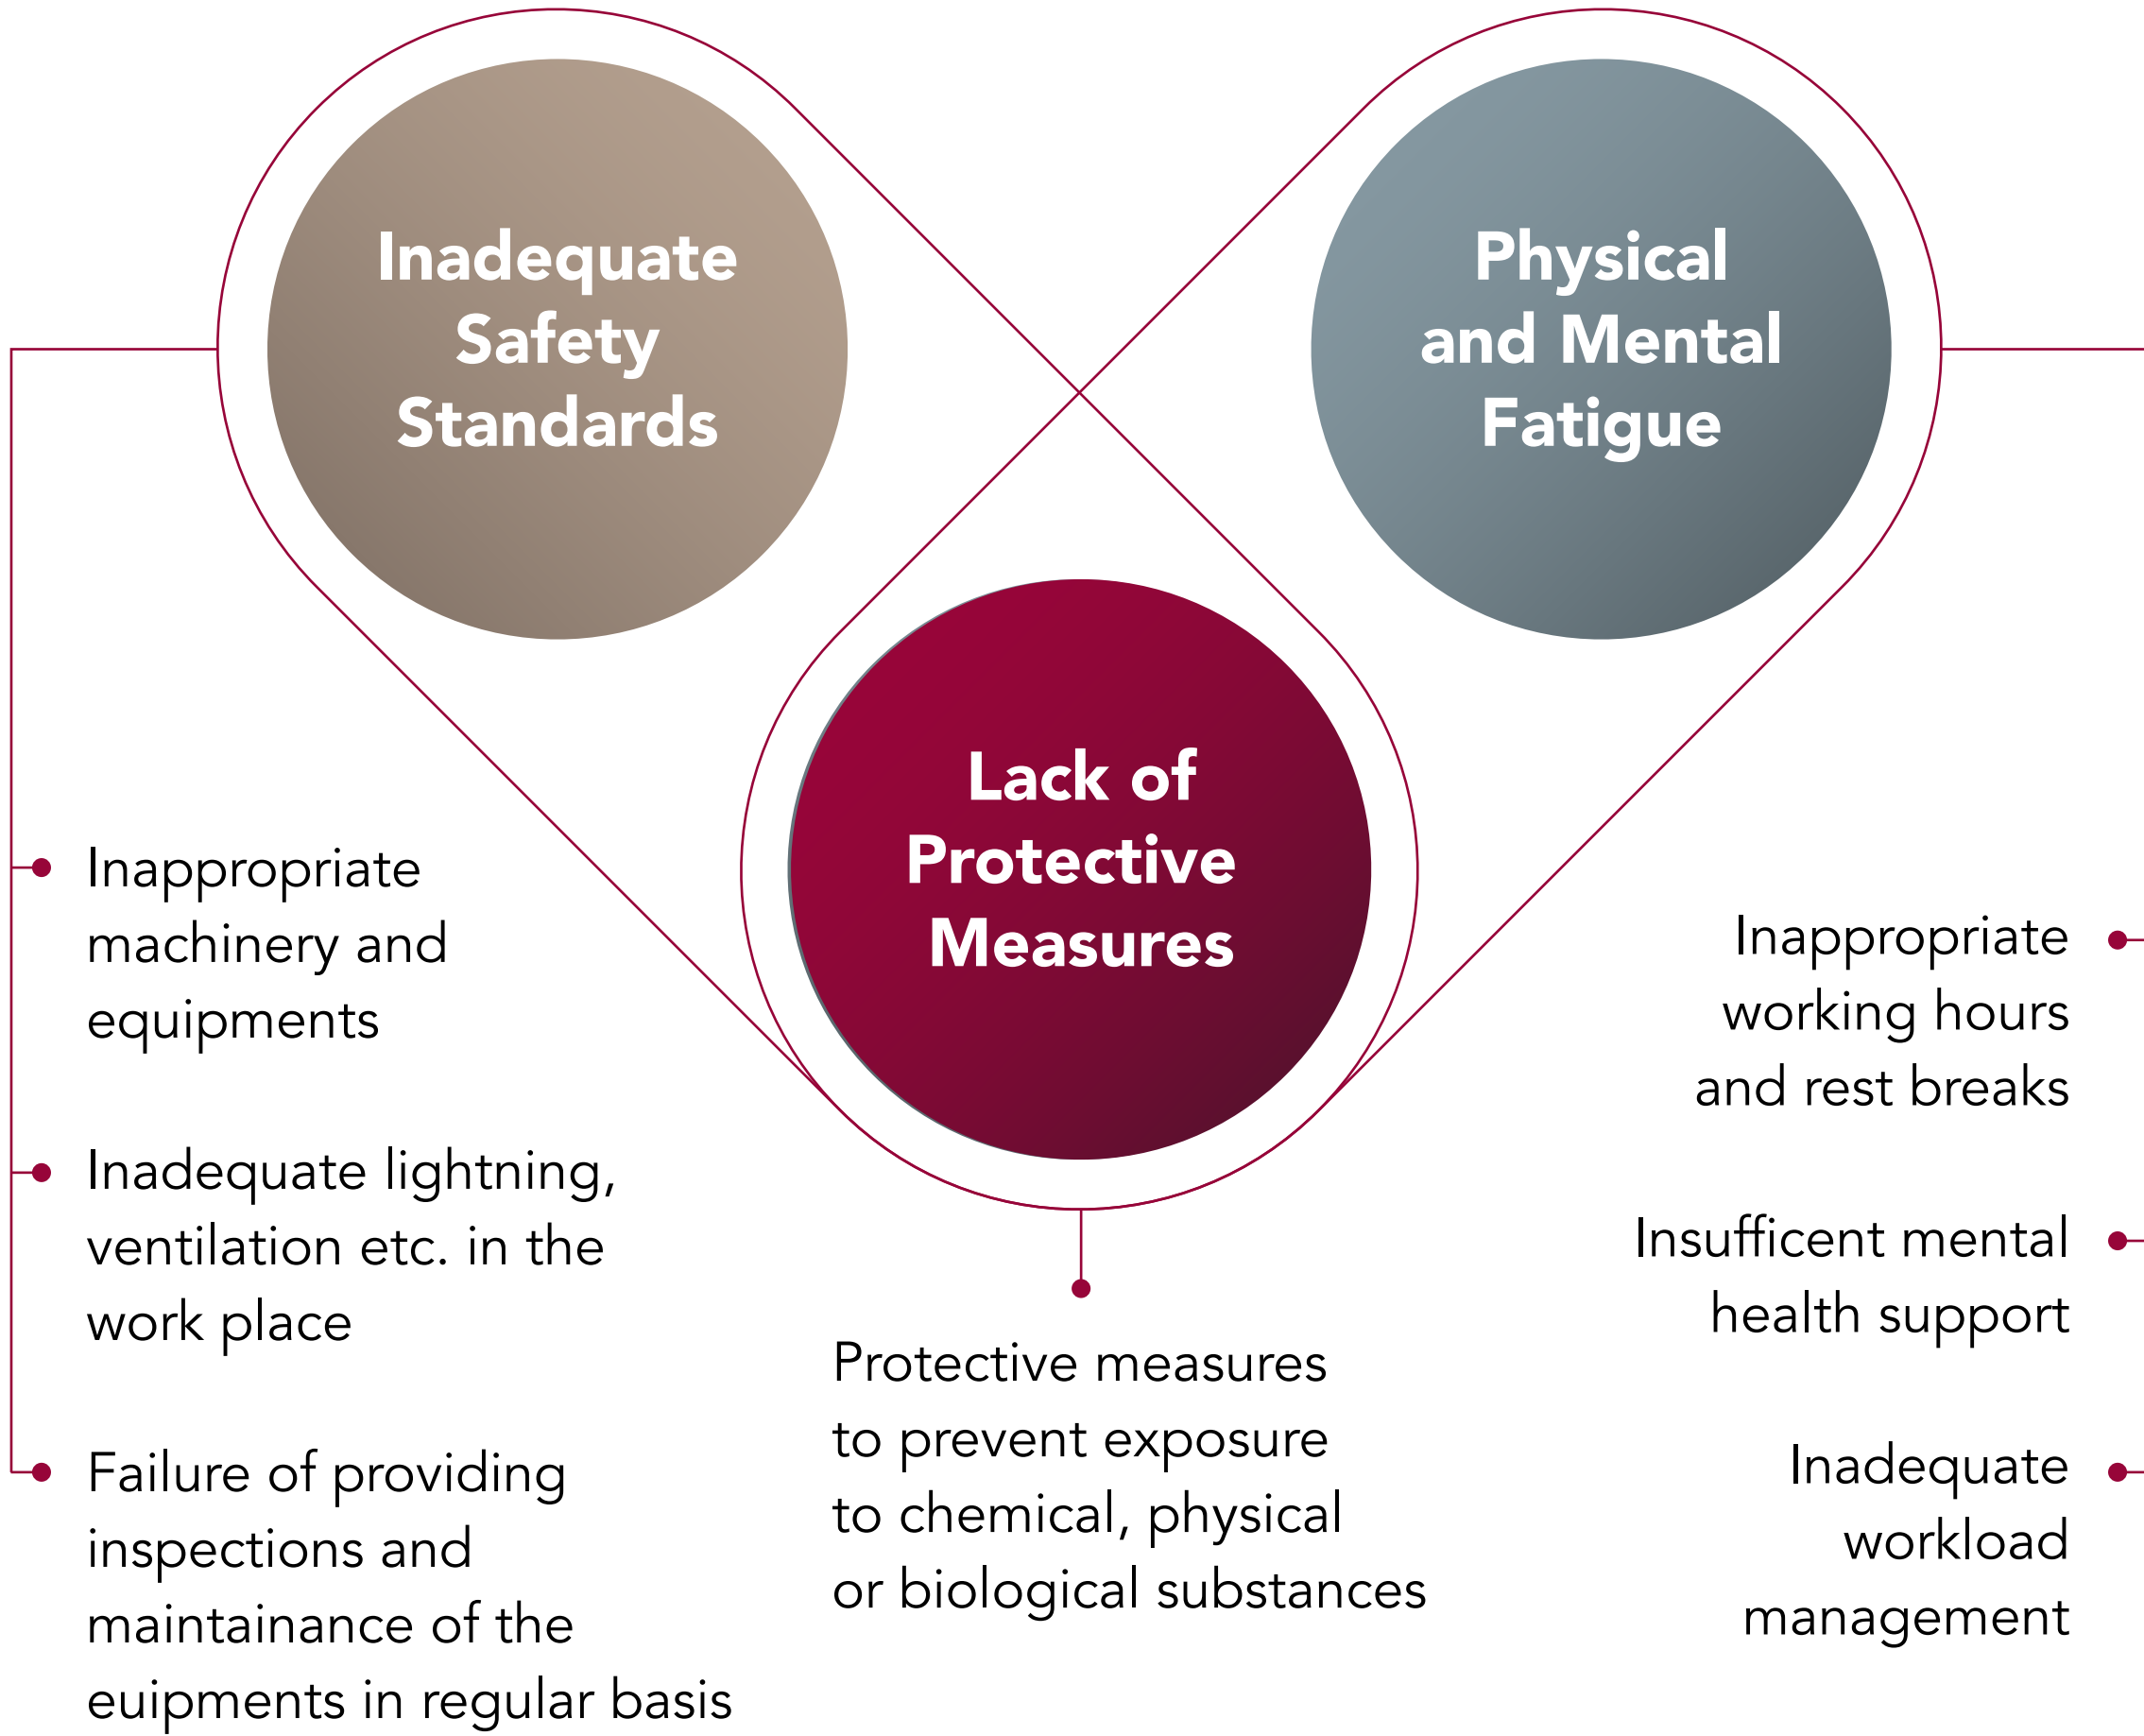 Inadequate
Safety
Standards
Physical
and Mental
Fatigue
Lack of
Protective
Measures
Inappropriate
machinery and
equipments
Inadequate lightning,
ventilation etc. in the
work place
Failure of providing
inspections and
maintainance of the
euipments in regular basis
Protective measures
to prevent exposure
to chemical, physical
or biological substances
Inappropriate
working hours
and rest breaks
Insufficent mental
health support
Inadequate
workload
management